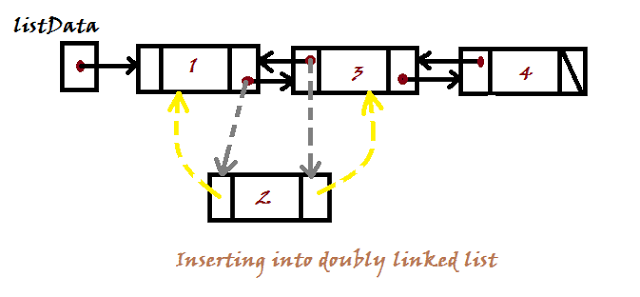 listData
1 3 4
2
Inserting into doubly linked list